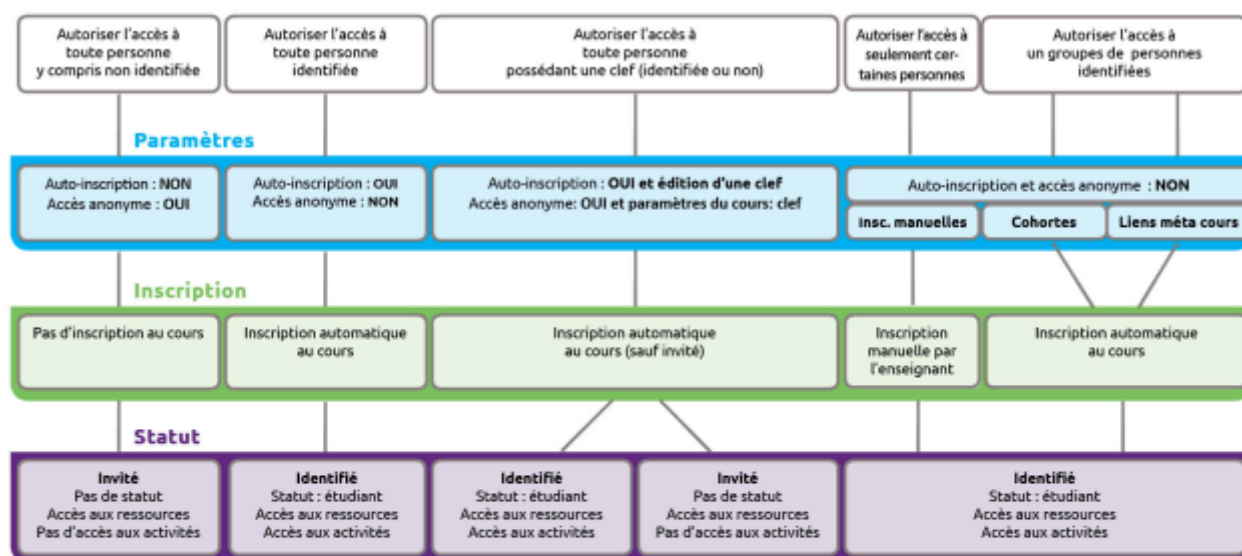 Autoriser l'accès à
toute personne
y compris non identifiée
Autoriser l'accès à
toute personne
identifiée
Autoriser l'accès à
toute personne
possédant une clef (identifiée ou non)
Autoriser l'accès à
seulement cer-
taines personnes
Autoriser l'accès à
un groupes de personnes
identifiées
Paramètres
Auto-inscription : NON
Accès anonyme : OUI
Auto-inscription : OUI
Accès anonyme : NON
Auto-inscription : OUI et édition d'une clef
Accès anonyme: OUI et paramètres du cours: clef
Auto-inscription et accès anonyme : NON
Insc. manuelles
Cohortes
Liens méta cours
Inscription
Pas d'inscription au cours
Inscription automatique
au cours
Inscription automatique
au cours (sauf invité)
Inscription
manuelle par
l'enseignant
Inscription automatique
au cours
Statut
Invité
Pas de statut
Accès aux ressources
Pas d'accès aux activités
Identifié
Statut : étudiant
Accès aux ressources
Accès aux activités
Identifié
Statut : étudiant
Accès aux ressources
Accès aux activités
Invité
Pas de statut
Accès aux ressources
Pas d'accès aux activités
Identifié
Statut : étudiant
Accès aux ressources
Accès aux activités